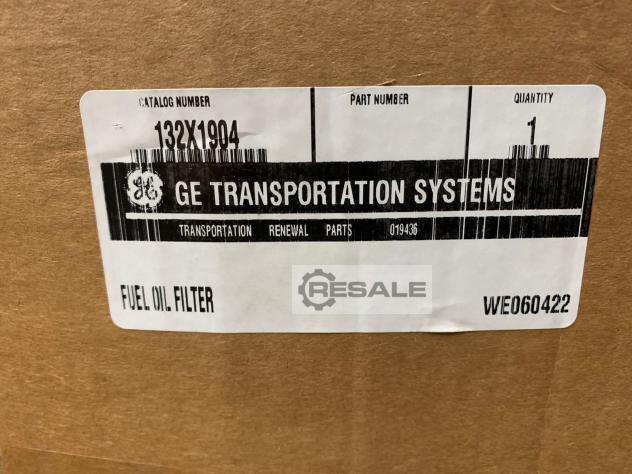 CATALOG NUMBER PART NUMBER QUANTITY
132X1904 1
GE TRANSPORTATION SYSTEMS
TRANSPORTATION RENEWAL PARTS 019436
RESALE
FUEL OIL FILTER WE060422